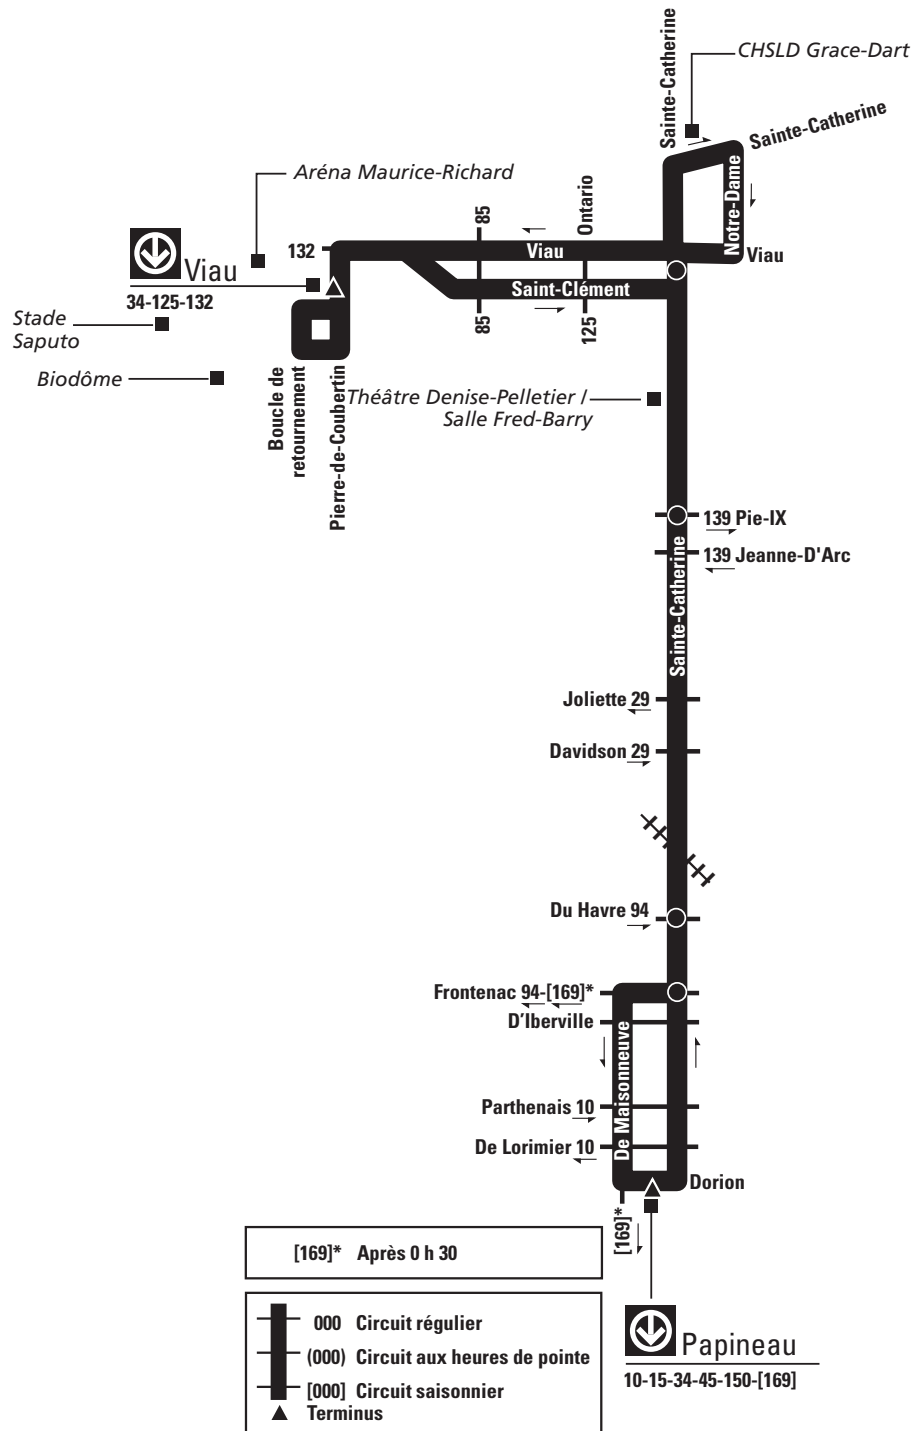 Sainte-Catherine
CHSLD Grace-Dart
Sainte-Catherine
Notre-Dame
Aréna Maurice-Richard
85
Ontario
132
Viau
Viau
Viau
34-125-132
Saint-Clément
Stade
Saputo
85
125
Biodôme
Boucle de
retournement
Pierre-de-Coubertin
Théâtre Denise-Pelletier /
Salle Fred-Barry
139 Pie-IX
139 Jeanne-D'Arc
Sainte-Catherine
Joliette 29
Davidson 29
Du Havre 94
Frontenac 94-[169]*
D'Iberville
De Maisonneuve
Parthenais 10
De Lorimier 10
Dorion
[169]*
[169]* Après 0 h 30
000 Circuit régulier
(000) Circuit aux heures de pointe
[000] Circuit saisonnier
Terminus
Papineau
10-15-34-45-150-[169]